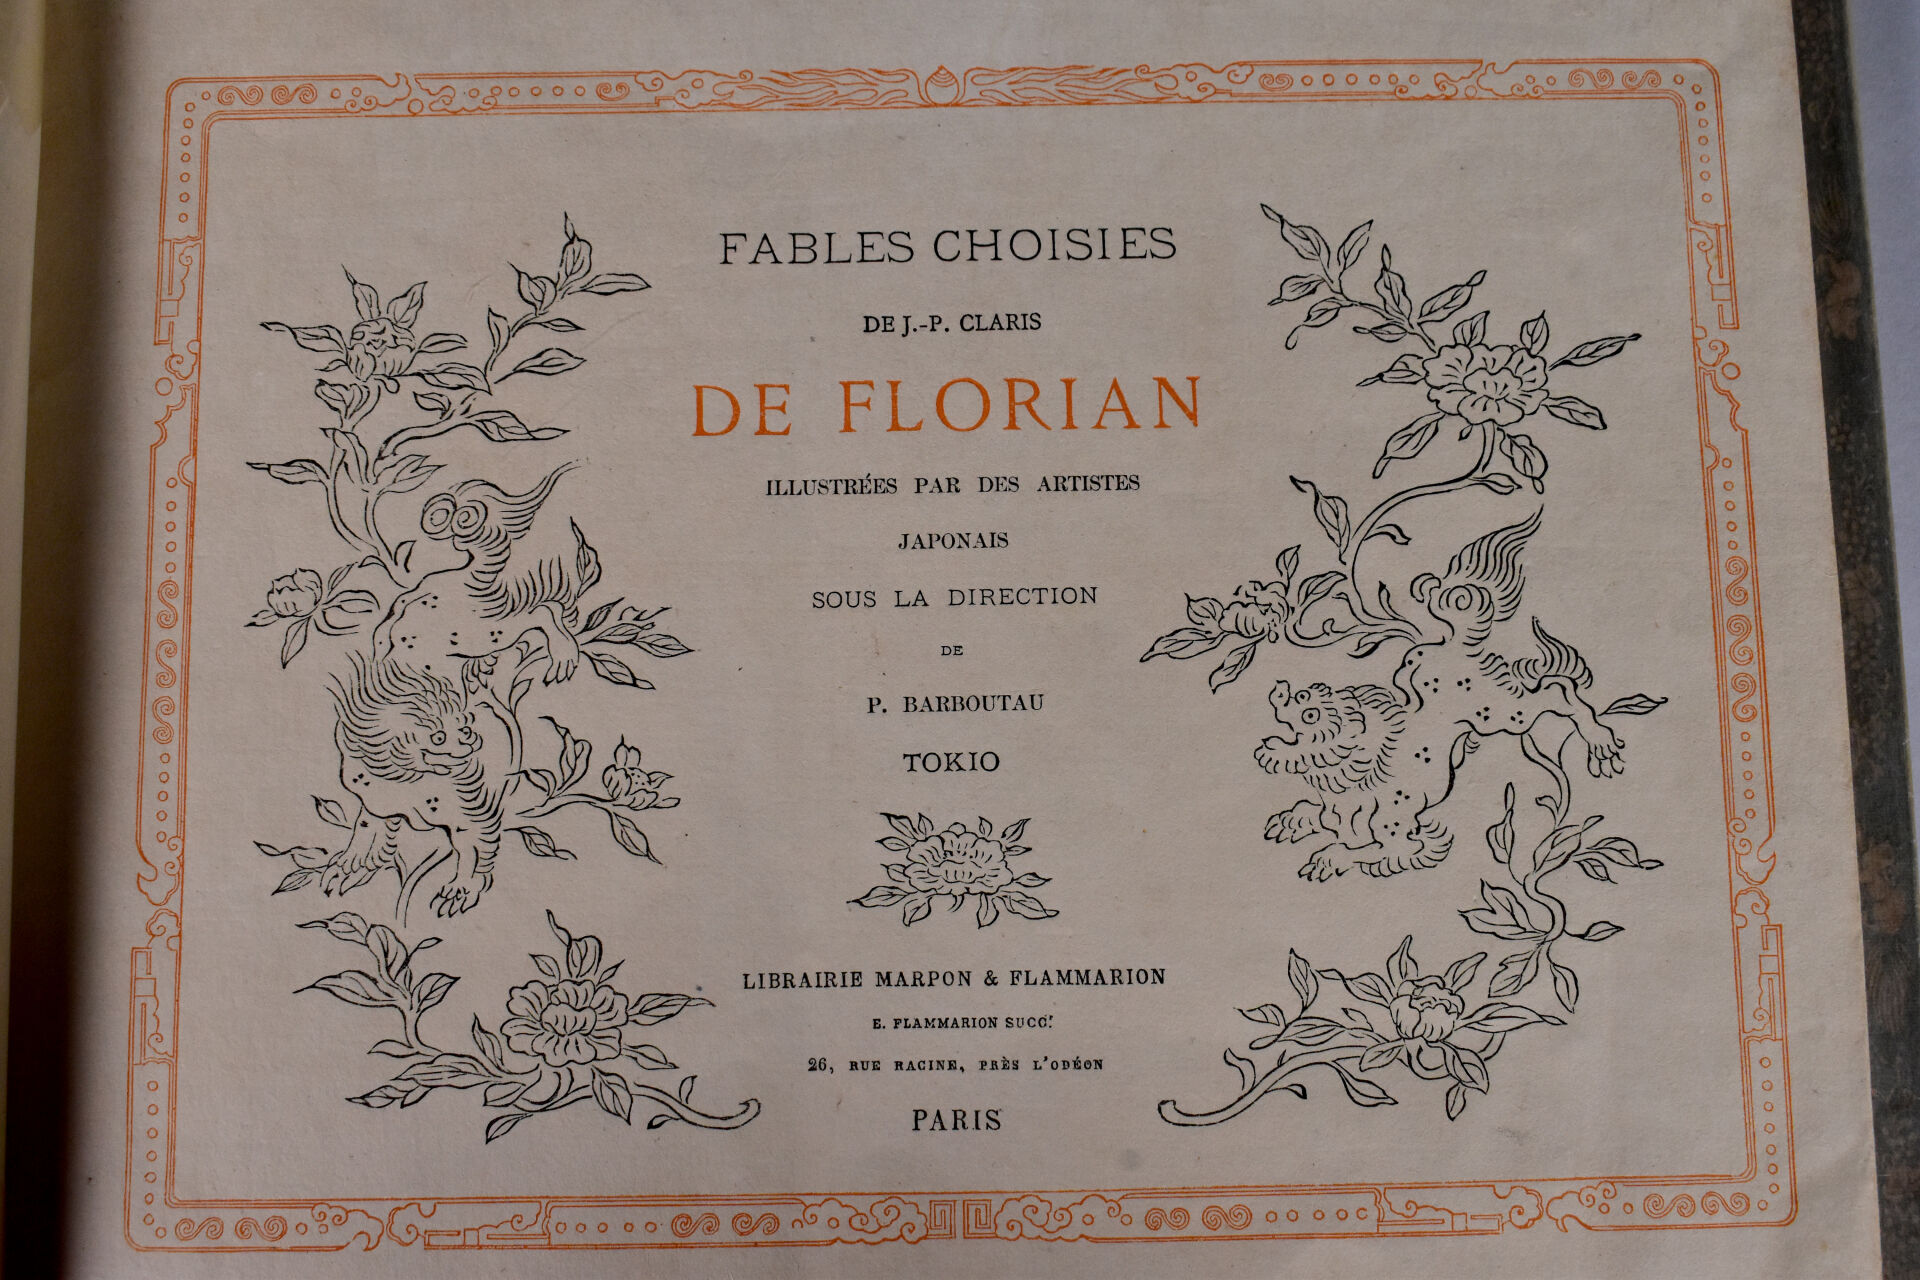 FABLES CHOISIES
DE J.-P. CLARIS
DE FLORIAN
ILLUSTRÉES PAR DES ARTISTES
JAPONAIS
SOUS LA DIRECTION
DE
P. BARBOUTAU
TOKIO
LIBRAIRIE MARPON & FLAMMARION
E. FLAMMARION SUCCr
26, RUE RACINE, PRÈS L'ODÉON
PARIS